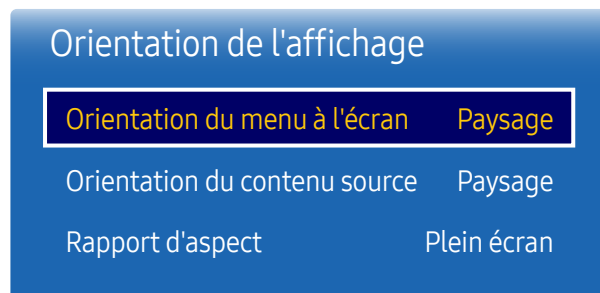 Orientation de l'affichage
Orientation du menu à l'écran Paysage
Orientation du contenu source Paysage
Rapport d'aspect Plein écran